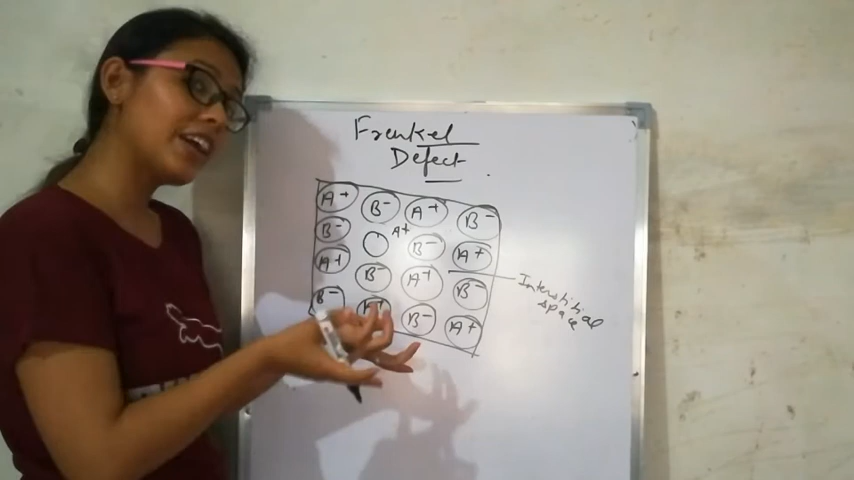 Frenkel
Defect
A+ B- A+ B-
B- A+ B- A+
A+ B- A+ B-
B- A+ B- A+
Interstitial
space